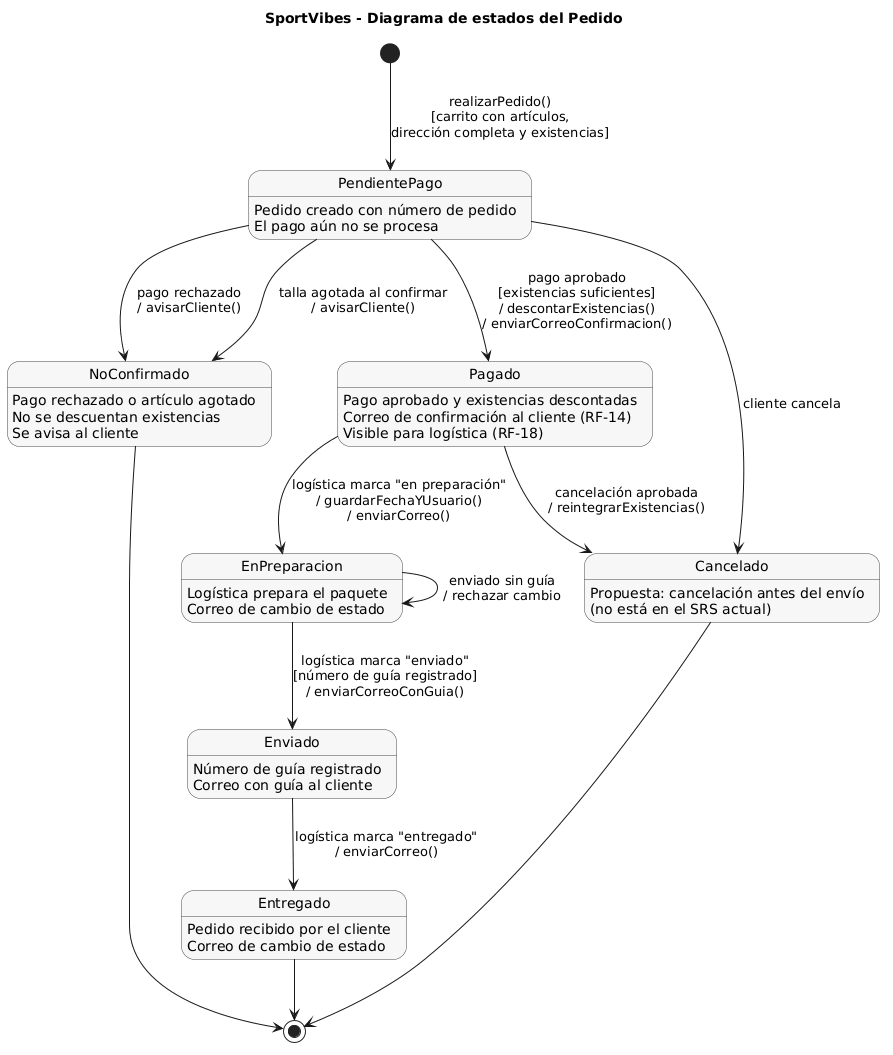 SportVibes - Diagrama de estados del Pedido
realizarPedido()
[carrito con artículos,
dirección completa y existencias]
PendientePago
Pedido creado con número de pedido
El pago aún no se procesa
pago rechazado
/ avisarCliente()
talla agotada al confirmar
/ avisarCliente()
pago aprobado
[existencias suficientes]
/ descontarExistencias()
/ enviarCorreoConfirmacion()
cliente cancela
NoConfirmado
Pago rechazado o artículo agotado
No se descuentan existencias
Se avisa al cliente
Pagado
Pago aprobado y existencias descontadas
Correo de confirmación al cliente (RF-14)
Visible para logística (RF-18)
logística marca "en preparación"
/ guardarFechaYUsuario()
/ enviarCorreo()
cancelación aprobada
/ reintegrarExistencias()
EnPreparacion
Logística prepara el paquete
Correo de cambio de estado
enviado sin guía
/ rechazar cambio
Cancelado
Propuesta: cancelación antes del envío
(no está en el SRS actual)
logística marca "enviado"
[número de guía registrado]
/ enviarCorreoConGuia()
Enviado
Número de guía registrado
Correo con guía al cliente
logística marca "entregado"
/ enviarCorreo()
Entregado
Pedido recibido por el cliente
Correo de cambio de estado